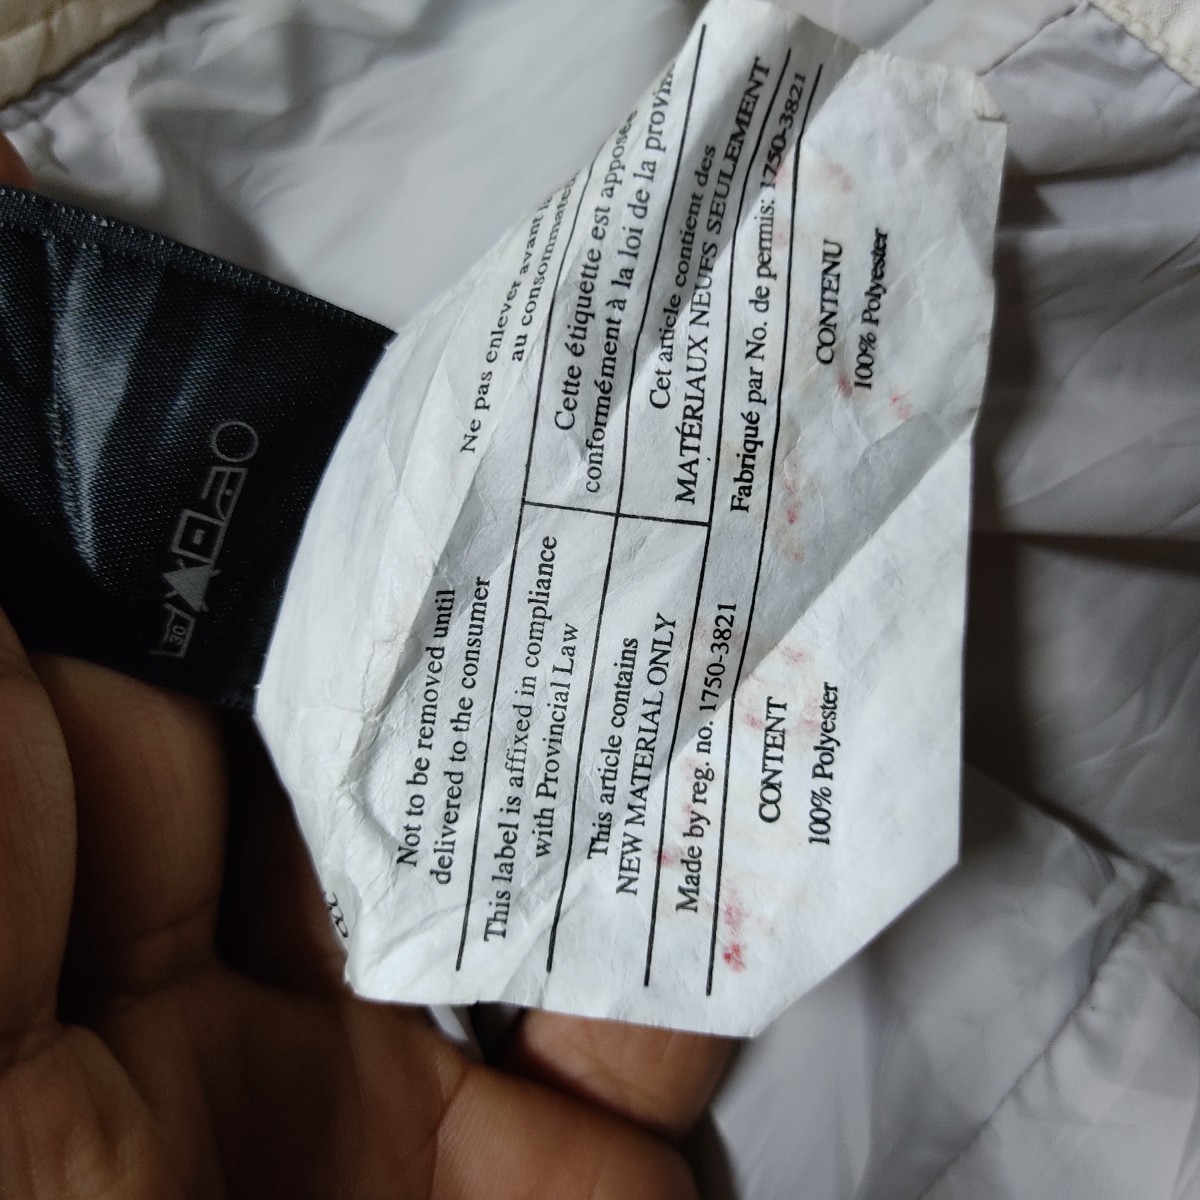 Not to be removed until
delivered to the consumer
This label is affixed in compliance
with Provincial Law
This article contains
NEW MATERIAL ONLY
Made by reg. no. 1750-3821
CONTENT
100% Polyester
Ne pas enlever avant
au consommateur
Cette étiquette est apposée
conformément à la loi de la provin
Cet article contient des
MATÉRIAUX NEUFS SEULEMENT
Fabriqué par No. de permis: 1750-3821
CONTENU
100% Polyester
30